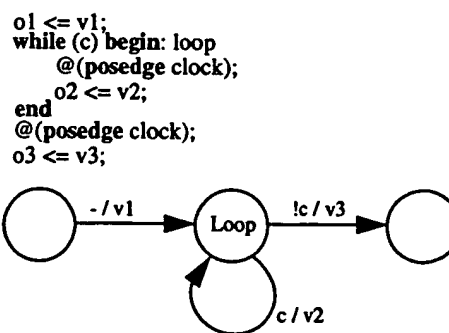 o1 <= v1;
while (c) begin: loop
@(posedge clock);
o2 <= v2;
end
@(posedge clock);
o3 <= v3;
- / v1
!c / v3
Loop
c / v2